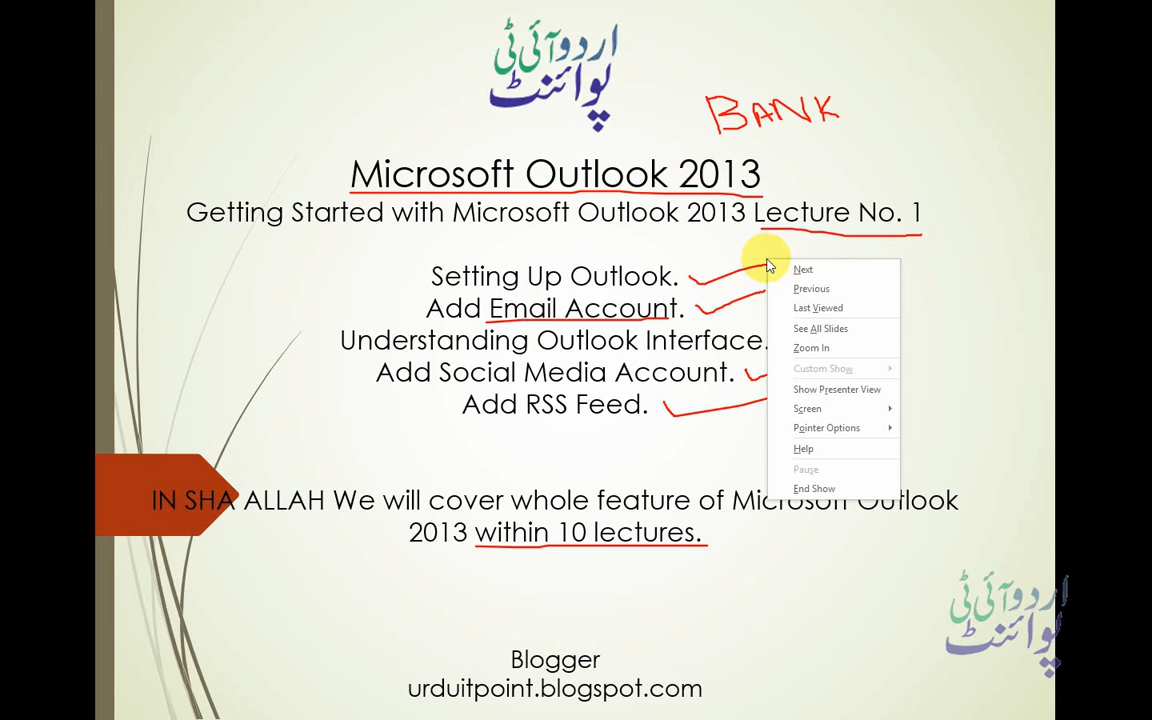 اردو آئی ٹی
پوائنٹ
BANK
Microsoft Outlook 2013
Getting Started with Microsoft Outlook 2013 Lecture No. 1
Setting Up Outlook.
Add Email Account.
Understanding Outlook Interface.
Add Social Media Account.
Add RSS Feed.
Next
Previous
Last Viewed
See All Slides
Zoom In
Custom Show
Show Presenter View
Screen
Pointer Options
Help
Pause
End Show
IN SHA ALLAH We will cover whole feature of Microsoft Outlook
2013 within 10 lectures.
اردو آئی ٹی
پوائنٹ
Blogger
urduitpoint.blogspot.com